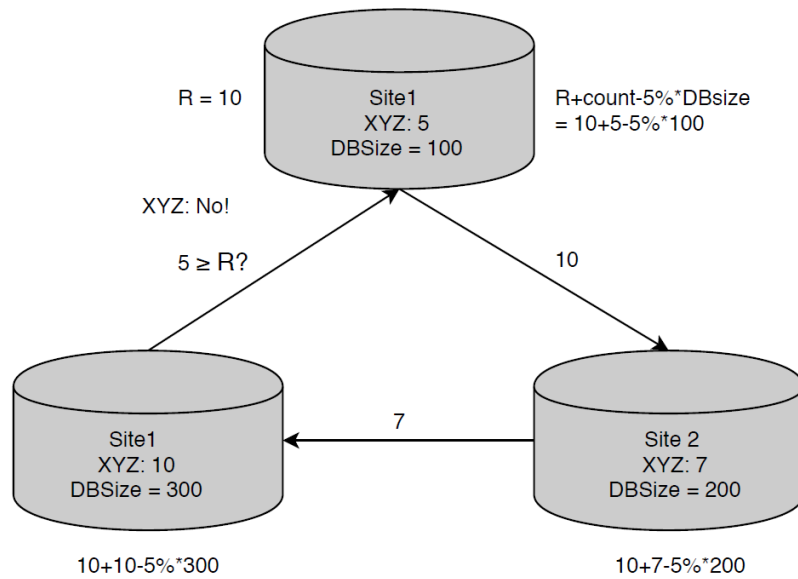 R = 10
Site1
XYZ: 5
DBSize = 100
R+count-5%*DBsize
= 10+5-5%*100
XYZ: No!
5 ≥ R?
10
7
Site1
XYZ: 10
DBSize = 300
Site 2
XYZ: 7
DBSize = 200
10+10-5%*300
10+7-5%*200